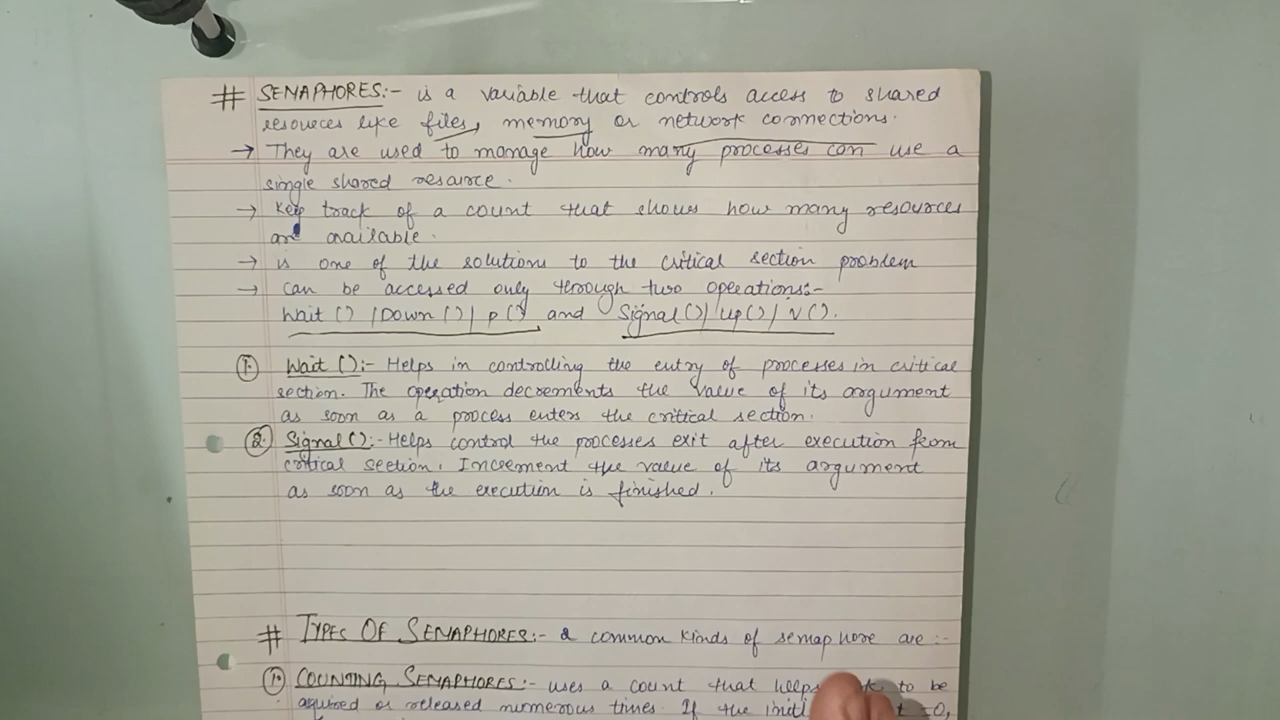 # SEMAPHORES:- is a variable that controls access to shared
resources like files, memory or network connections.
→ They are used to manage how many processes can use a
single shared resource.
→ Keep track of a count that shows how many resources
are available.
→ is one of the solutions to the critical section problem
→ can be accessed only through two operations:-
Wait () / Down () / P() and Signal() / Up() / V().
① Wait ():- Helps in controlling the entry of processes in critical
section. The operation decrements the value of its argument
as soon as a process enters the critical section.
② Signal ():- Helps control the processes exit after execution from
critical section. Increment the value of its argument
as soon as the execution is finished.
# TYPES OF SEMAPHORES:- 2 common kinds of semaphore are :-
① COUNTING SEMAPHORES:- uses a count that helps to be
aquired or released numerous times. If the =0,